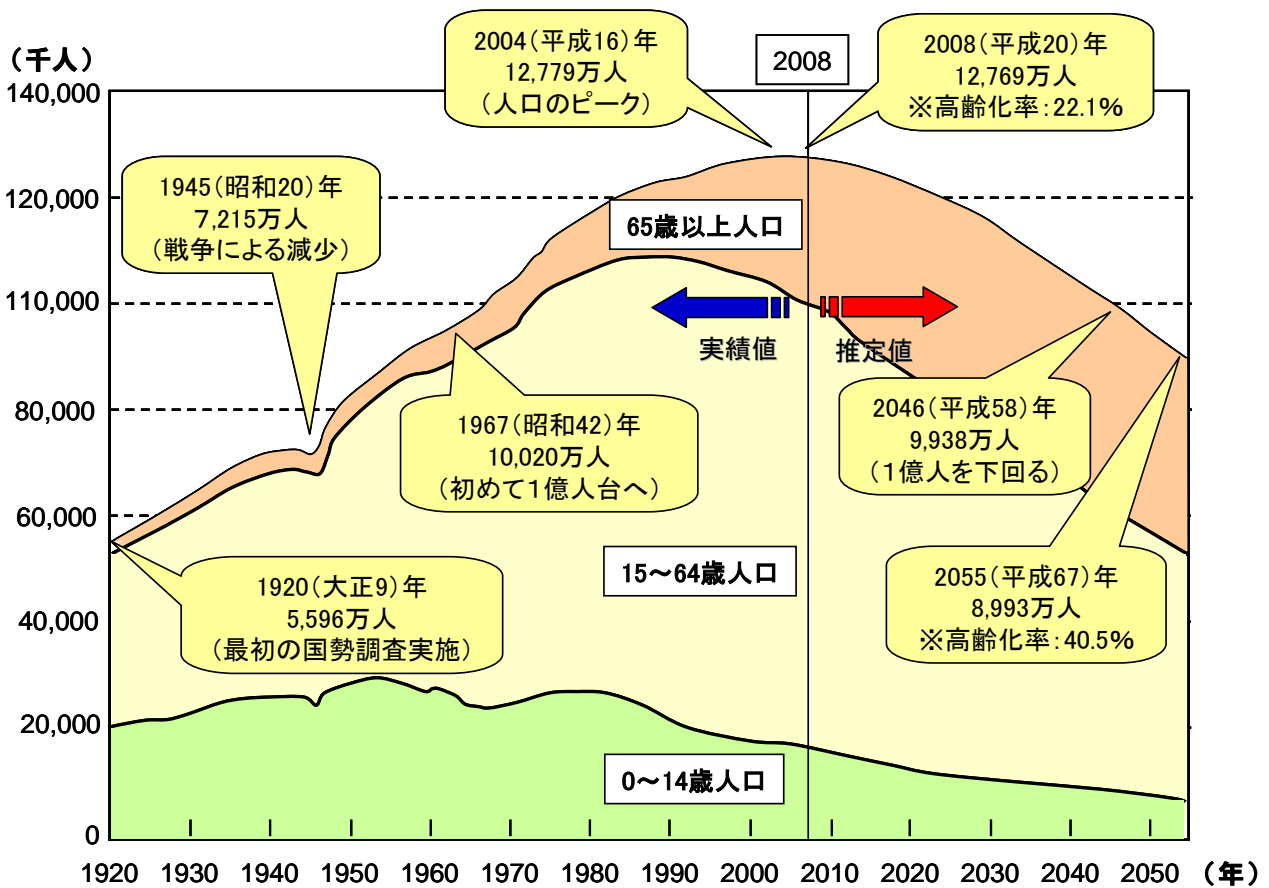 (千人)
140,000
120,000
110,000
80,000
60,000
40,000
20,000
0
2004(平成16)年
12,779万人
(人口のピーク)
2008
2008(平成20)年
12,769万人
※高齢化率:22.1%
1945(昭和20)年
7,215万人
(戦争による減少)
65歳以上人口
実績値
推定値
1967(昭和42)年
10,020万人
(初めて1億人台へ)
2046(平成58)年
9,938万人
(1億人を下回る)
15~64歳人口
1920(大正9)年
5,596万人
(最初の国勢調査実施)
2055(平成67)年
8,993万人
※高齢化率:40.5%
0~14歳人口
1920 1930 1940 1950 1960 1970 1980 1990 2000 2010 2020 2030 2040 2050 (年)